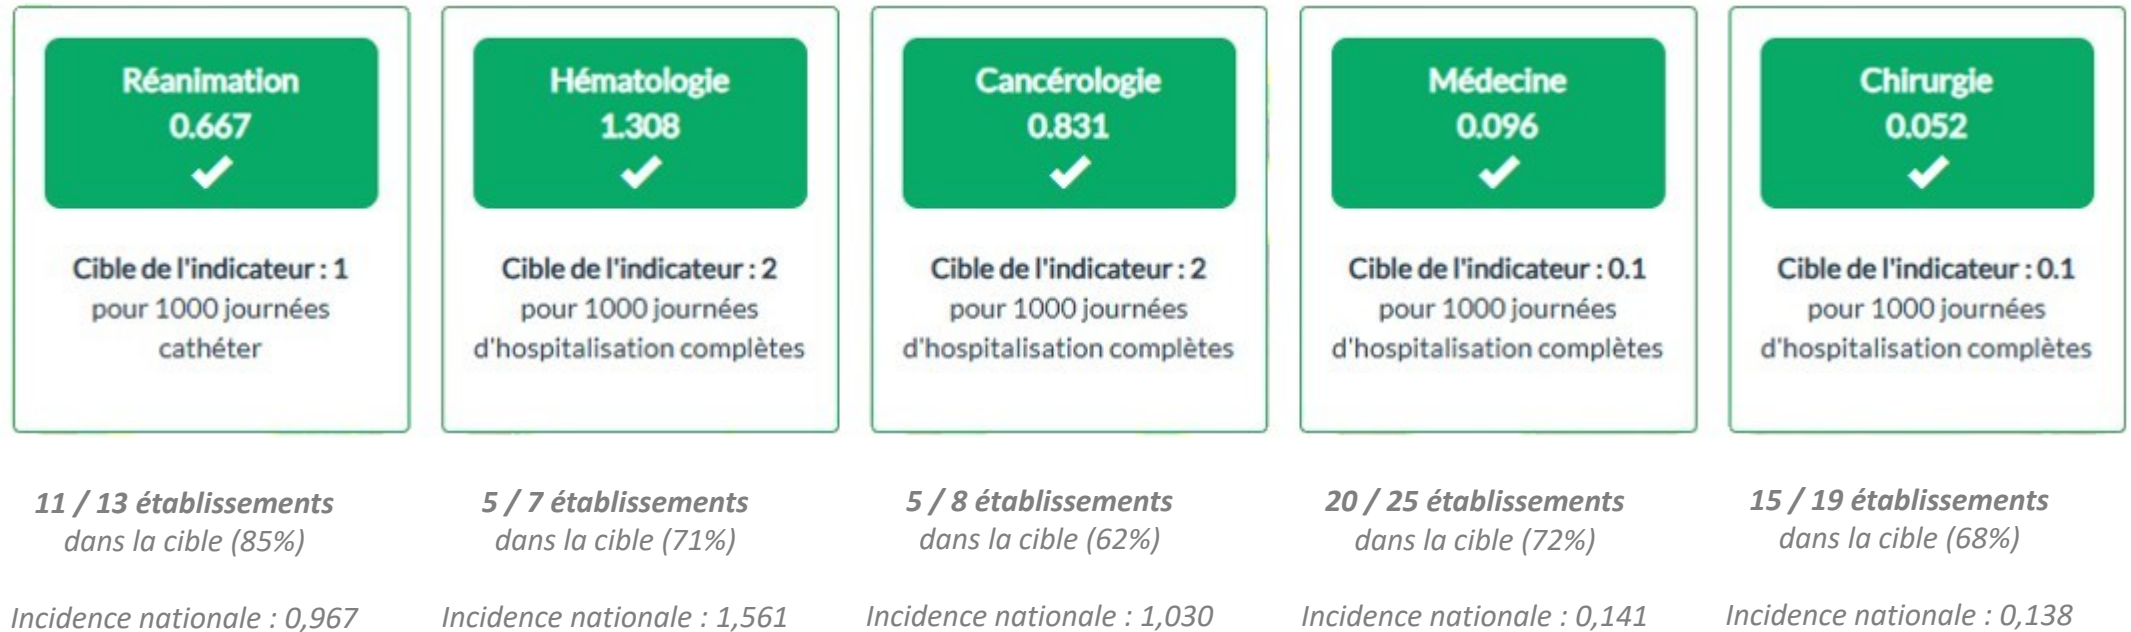 Réanimation
0.667
Cible de l'indicateur : 1
pour 1000 journées
cathéter
11 / 13 établissements
dans la cible (85%)
Incidence nationale : 0,967
Hématologie
1.308
Cible de l'indicateur : 2
pour 1000 journées
d'hospitalisation complètes
5 / 7 établissements
dans la cible (71%)
Incidence nationale : 1,561
Cancérologie
0.831
Cible de l'indicateur : 2
pour 1000 journées
d'hospitalisation complètes
5 / 8 établissements
dans la cible (62%)
Incidence nationale : 1,030
Médecine
0.096
Cible de l'indicateur : 0.1
pour 1000 journées
d'hospitalisation complètes
20 / 25 établissements
dans la cible (72%)
Incidence nationale : 0,141
Chirurgie
0.052
Cible de l'indicateur : 0.1
pour 1000 journées
d'hospitalisation complètes
15 / 19 établissements
dans la cible (68%)
Incidence nationale : 0,138